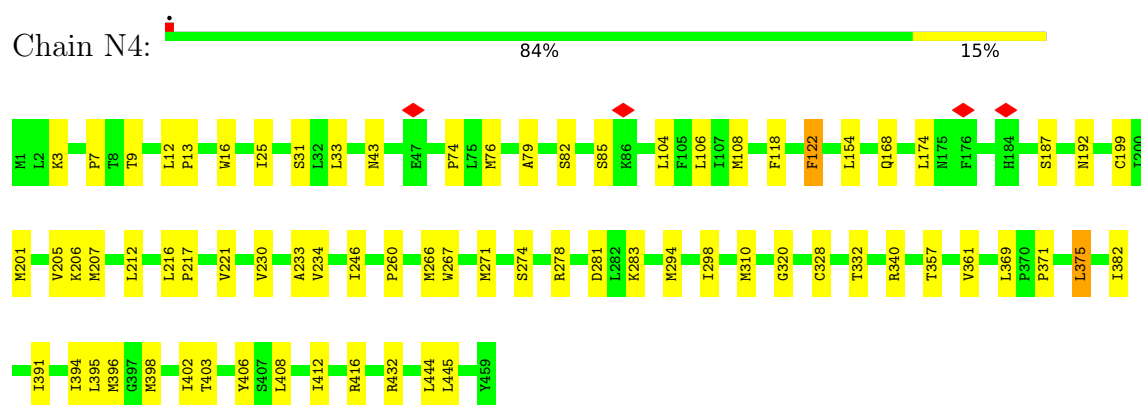 Chain N4:
84% 15%
M1 L2 K3 P7 T8 T9 L12 P13 W16 I25 S31 L32 L33 N43 E47 P74 L75 M76 A79 S82 S85 K86 L104 F105 L106 I107 M108 F118 F122 L154 Q168 L174 N175 F176 H184 S187 N192 C199 I200
M201 V205 K206 M207 L212 L216 P217 V221 V230 A233 V234 I246 P260 M266 W267 M271 S274 R278 D281 L282 K283 M294 I298 M310 G320 C328 T332 R340 T357 V361 L369 P370 P371 L375 I382
I391 I394 L395 M396 G397 M398 I402 T403 Y406 S407 L408 I412 R416 R432 L444 L445 Y459